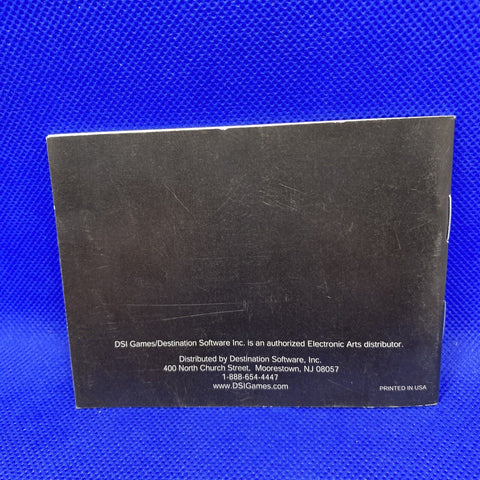 DSI Games/Destination Software Inc. is an authorized Electronic Arts distributor.
Distributed by Destination Software, Inc.
400 North Church Street, Moorestown, NJ 08057
1-888-654-4447
www.DSIGames.com
PRINTED IN USA